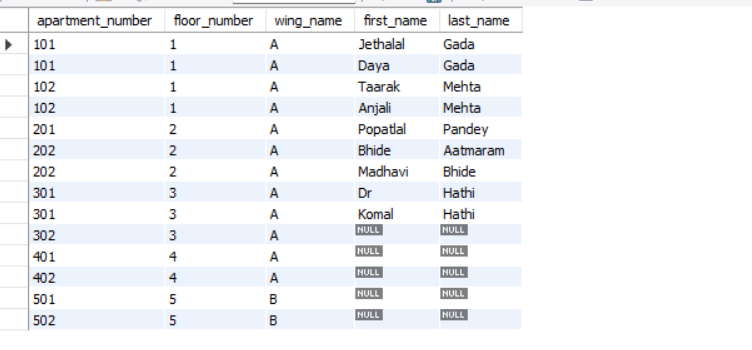 apartment_number floor_number wing_name first_name last_name
101 1 A Jethalal Gada
101 1 A Daya Gada
102 1 A Taarak Mehta
102 1 A Anjali Mehta
201 2 A Popatlal Pandey
202 2 A Bhide Aatmaram
202 2 A Madhavi Bhide
301 3 A Dr Hathi
301 3 A Komal Hathi
302 3 A NULL NULL
401 4 A NULL NULL
402 4 A NULL NULL
501 5 B NULL NULL
502 5 B NULL NULL